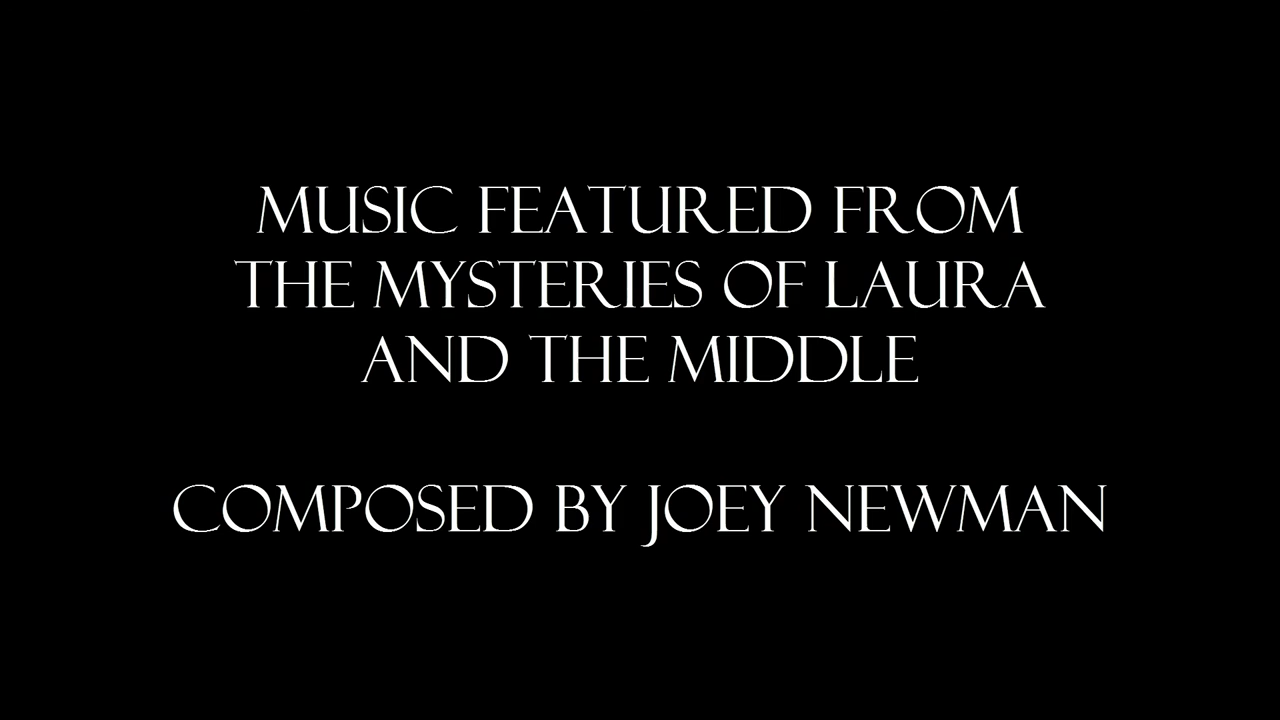 MUSIC FEATURED FROM
THE MYSTERIES OF LAURA
AND THE MIDDLE
COMPOSED BY JOEY NEWMAN